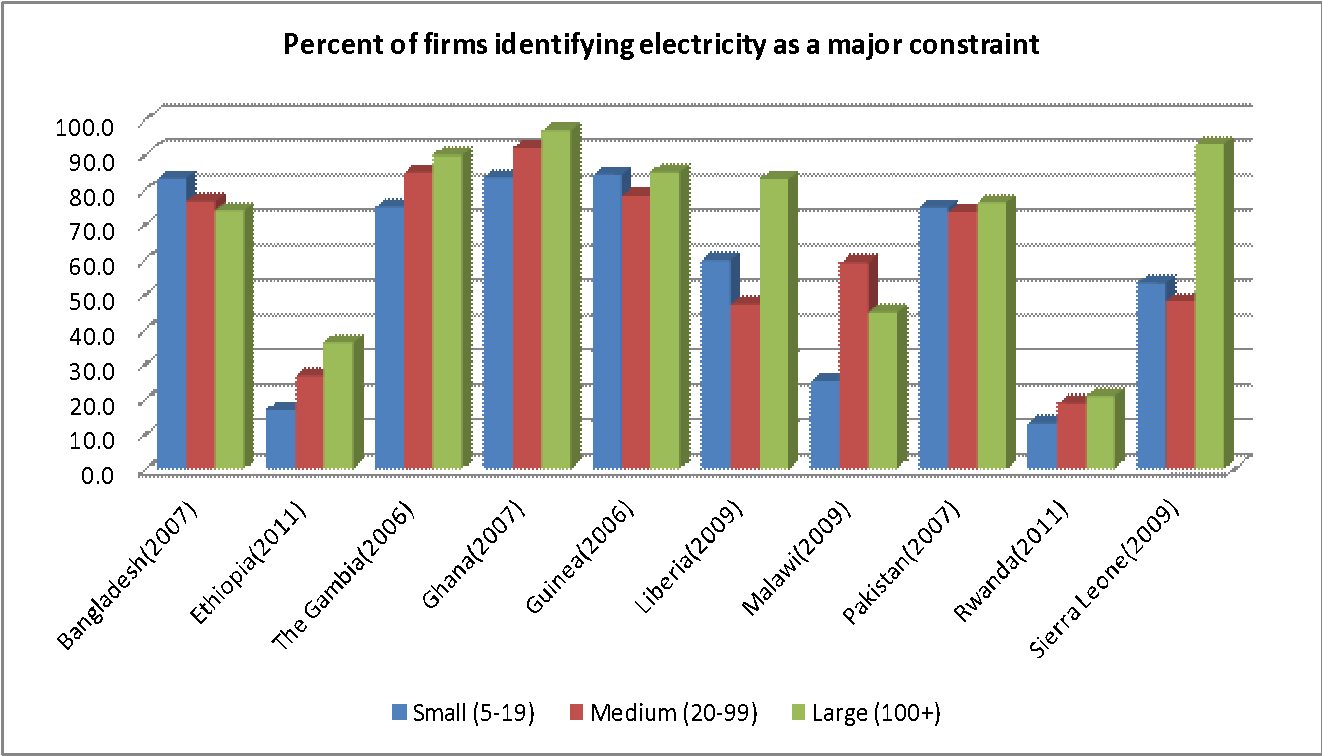 Percent of firms identifying electricity as a major constraint
100.0
90.0
80.0
70.0
60.0
50.0
40.0
30.0
20.0
10.0
0.0
Bangladesh(2007)
Ethiopia(2011)
The Gambia(2006)
Ghana(2007)
Guinea(2006)
Liberia(2009)
Malawi(2009)
Pakistan(2007)
Rwanda(2011)
Sierra Leone(2009)
Small (5-19) Medium (20-99) Large (100+)